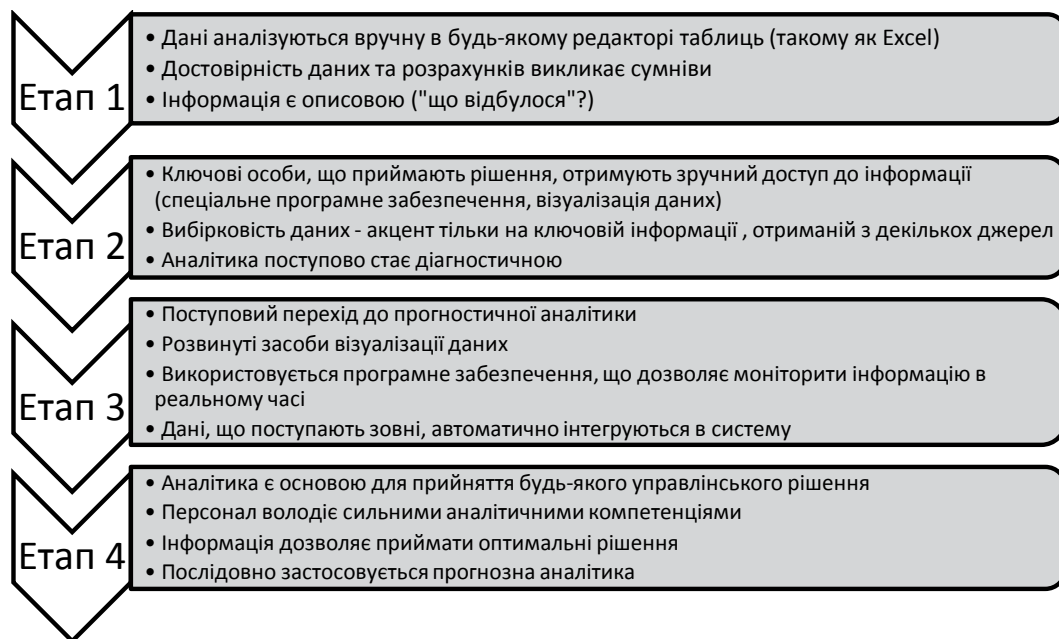 Етап 1
• Дані аналізуються вручну в будь-якому редакторі таблиць (такому як Excel)
• Достовірність даних та розрахунків викликає сумніви
• Інформація є описовою ("що відбулося"?)
Етап 2
• Ключові особи, що приймають рішення, отримують зручний доступ до інформації
(спеціальне програмне забезпечення, візуалізація даних)
• Вибірковість даних - акцент тільки на ключовій інформації , отриманій з декількох джерел
• Аналітика поступово стає діагностичною
Етап 3
• Поступовий перехід до прогностичної аналітики
• Розвинуті засоби візуалізації даних
• Використовується програмне забезпечення, що дозволяє моніторити інформацію в
реальному часі
• Дані, що поступають зовні, автоматично інтегруються в систему
Етап 4
• Аналітика є основою для прийняття будь-якого управлінського рішення
• Персонал володіє сильними аналітичними компетенціями
• Інформація дозволяє приймати оптимальні рішення
• Послідовно застосовується прогнозна аналітика